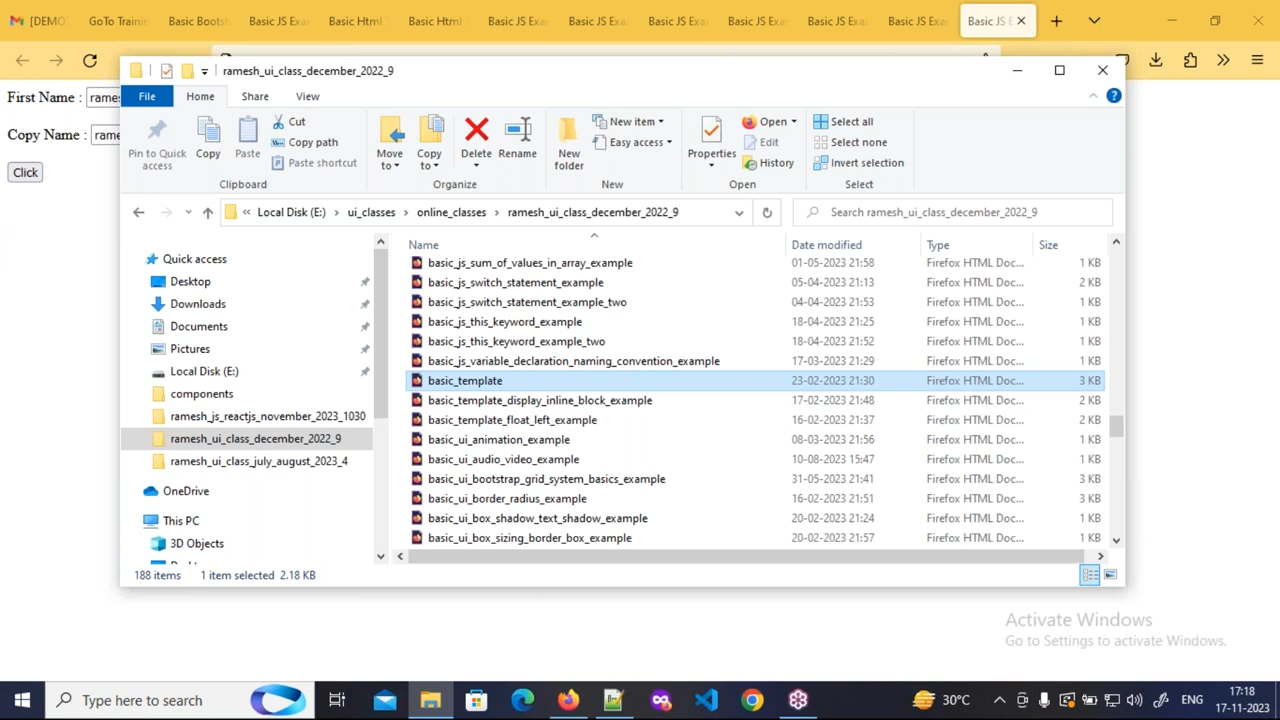 [DEMO
GoTo Trainin
Basic Bootst
Basic JS Exa
Basic Html
Basic Html
Basic JS Exa
Basic JS Exa
Basic JS Exa
Basic JS Exa
Basic JS Exa
Basic JS Exa
Basic JS E
ramesh_ui_class_december_2022_9
First Name : rame
Copy Name : rame
Click
File
Home
Share
View
Pin to Quick access
Copy
Paste
Cut
Copy path
Paste shortcut
Move to
Copy to
Delete
Rename
New folder
New item
Easy access
Properties
Open
Edit
History
Select all
Select none
Invert selection
Clipboard
Organize
New
Open
Select
« Local Disk (E:) › ui_classes › online_classes › ramesh_ui_class_december_2022_9
Search ramesh_ui_class_december_2022_9
Quick access
Desktop
Downloads
Documents
Pictures
Local Disk (E:)
components
ramesh_js_reactjs_november_2023_1030
ramesh_ui_class_december_2022_9
ramesh_ui_class_july_august_2023_4
OneDrive
This PC
3D Objects
Name Date modified Type Size
basic_js_sum_of_values_in_array_example 01-05-2023 21:58 Firefox HTML Doc... 1 KB
basic_js_switch_statement_example 05-04-2023 21:13 Firefox HTML Doc... 2 KB
basic_js_switch_statement_example_two 04-04-2023 21:53 Firefox HTML Doc... 1 KB
basic_js_this_keyword_example 18-04-2023 21:25 Firefox HTML Doc... 1 KB
basic_js_this_keyword_example_two 18-04-2023 21:52 Firefox HTML Doc... 1 KB
basic_js_variable_declaration_naming_convention_example 17-03-2023 21:29 Firefox HTML Doc... 1 KB
basic_template 23-02-2023 21:30 Firefox HTML Doc... 3 KB
basic_template_display_inline_block_example 17-02-2023 21:48 Firefox HTML Doc... 2 KB
basic_template_float_left_example 16-02-2023 21:37 Firefox HTML Doc... 2 KB
basic_ui_animation_example 08-03-2023 21:56 Firefox HTML Doc... 1 KB
basic_ui_audio_video_example 10-08-2023 15:47 Firefox HTML Doc... 1 KB
basic_ui_bootstrap_grid_system_basics_example 31-05-2023 21:41 Firefox HTML Doc... 3 KB
basic_ui_border_radius_example 16-02-2023 21:51 Firefox HTML Doc... 3 KB
basic_ui_box_shadow_text_shadow_example 20-02-2023 21:24 Firefox HTML Doc... 1 KB
basic_ui_box_sizing_border_box_example 20-02-2023 21:57 Firefox HTML Doc... 1 KB
188 items 1 item selected 2.18 KB
Activate Windows
Go to Settings to activate Windows.
Type here to search
30°C
ENG
17:18
17-11-2023